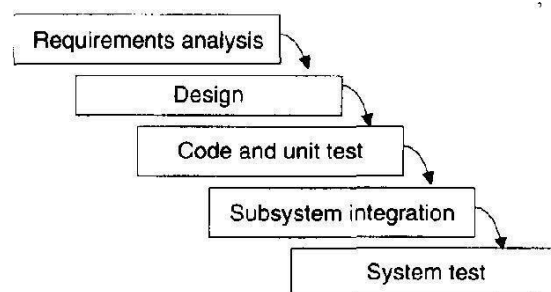 Requirements analysis
Design
Code and unit test
Subsystem integration
System test